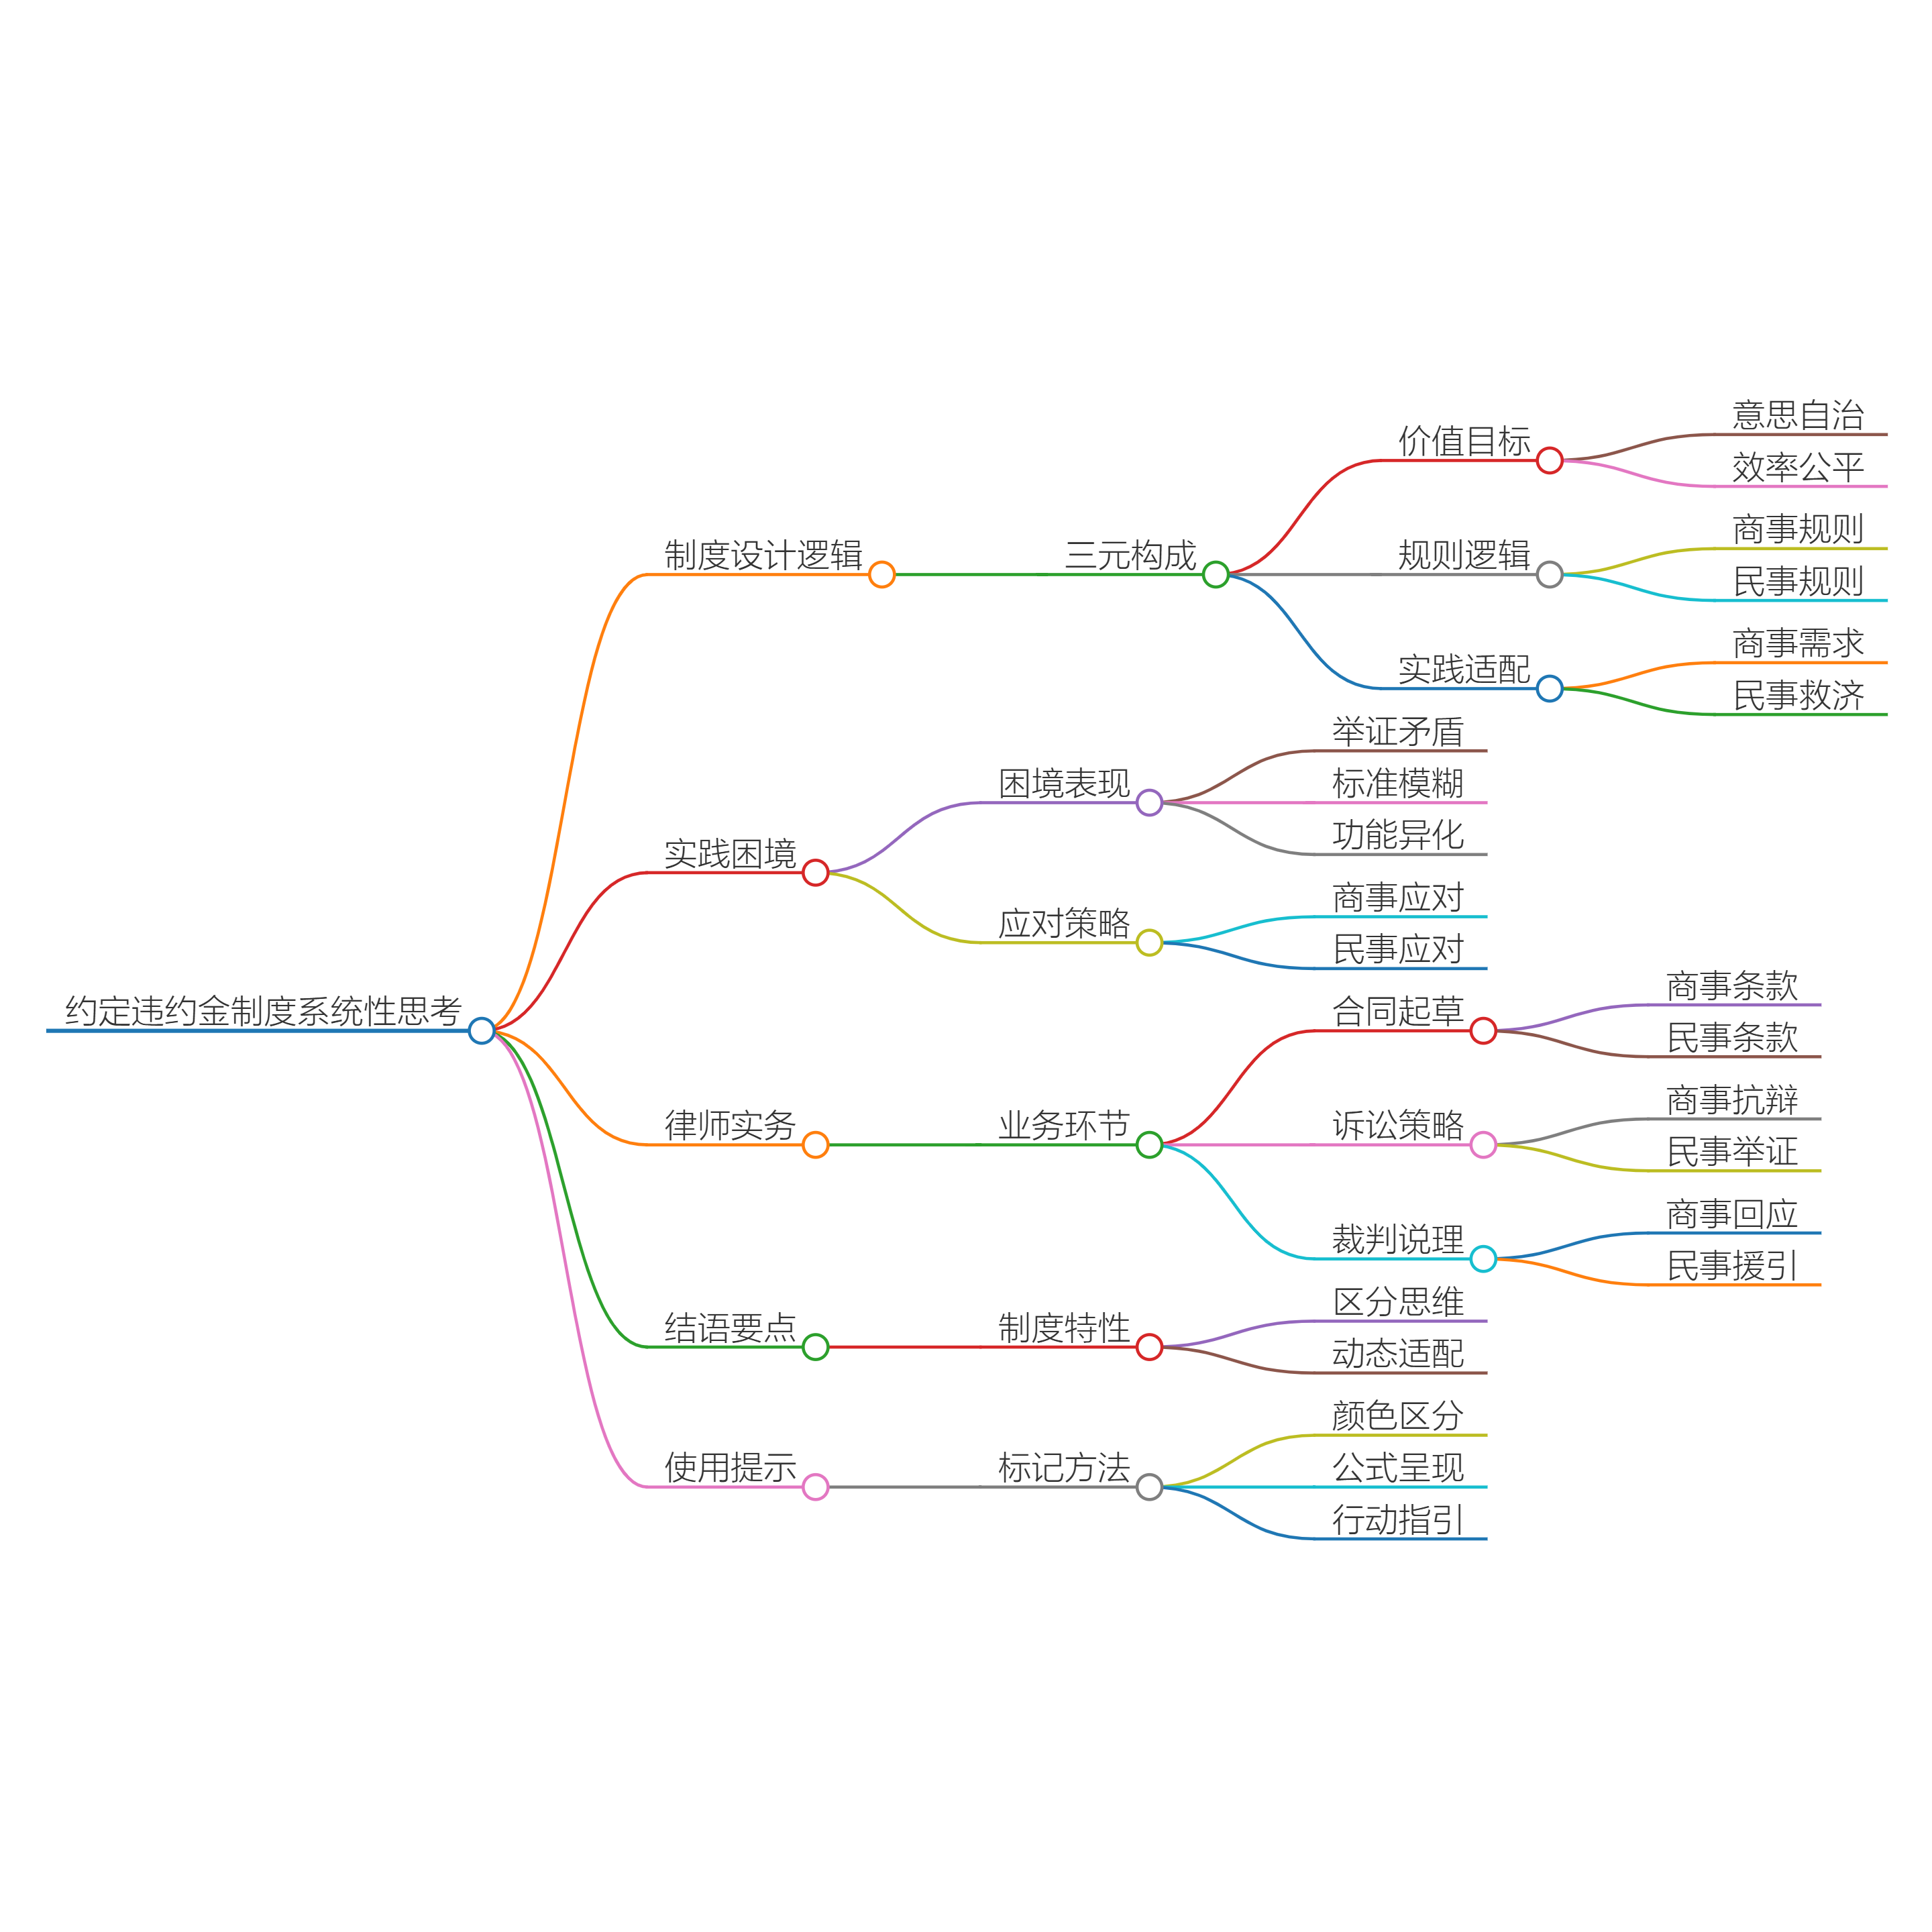 约定违约金制度系统性思考
制度设计逻辑
三元构成
价值目标
意思自治
效率公平
规则逻辑
商事规则
民事规则
实践适配
商事需求
民事救济
实践困境
困境表现
举证矛盾
标准模糊
功能异化
应对策略
商事应对
民事应对
律师实务
业务环节
合同起草
商事条款
民事条款
诉讼策略
商事抗辩
民事举证
裁判说理
商事回应
民事援引
结语要点
制度特性
区分思维
动态适配
使用提示
标记方法
颜色区分
公式呈现
行动指引